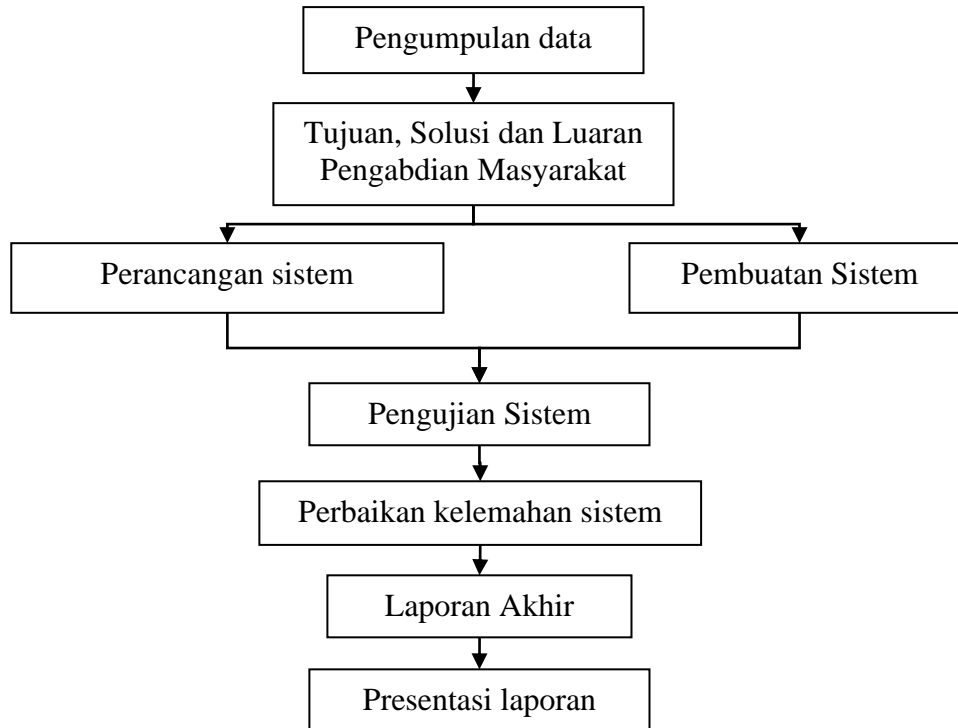 Pengumpulan data
Tujuan, Solusi dan Luaran
Pengabdian Masyarakat
Perancangan sistem
Pembuatan Sistem
Pengujian Sistem
Perbaikan kelemahan sistem
Laporan Akhir
Presentasi laporan